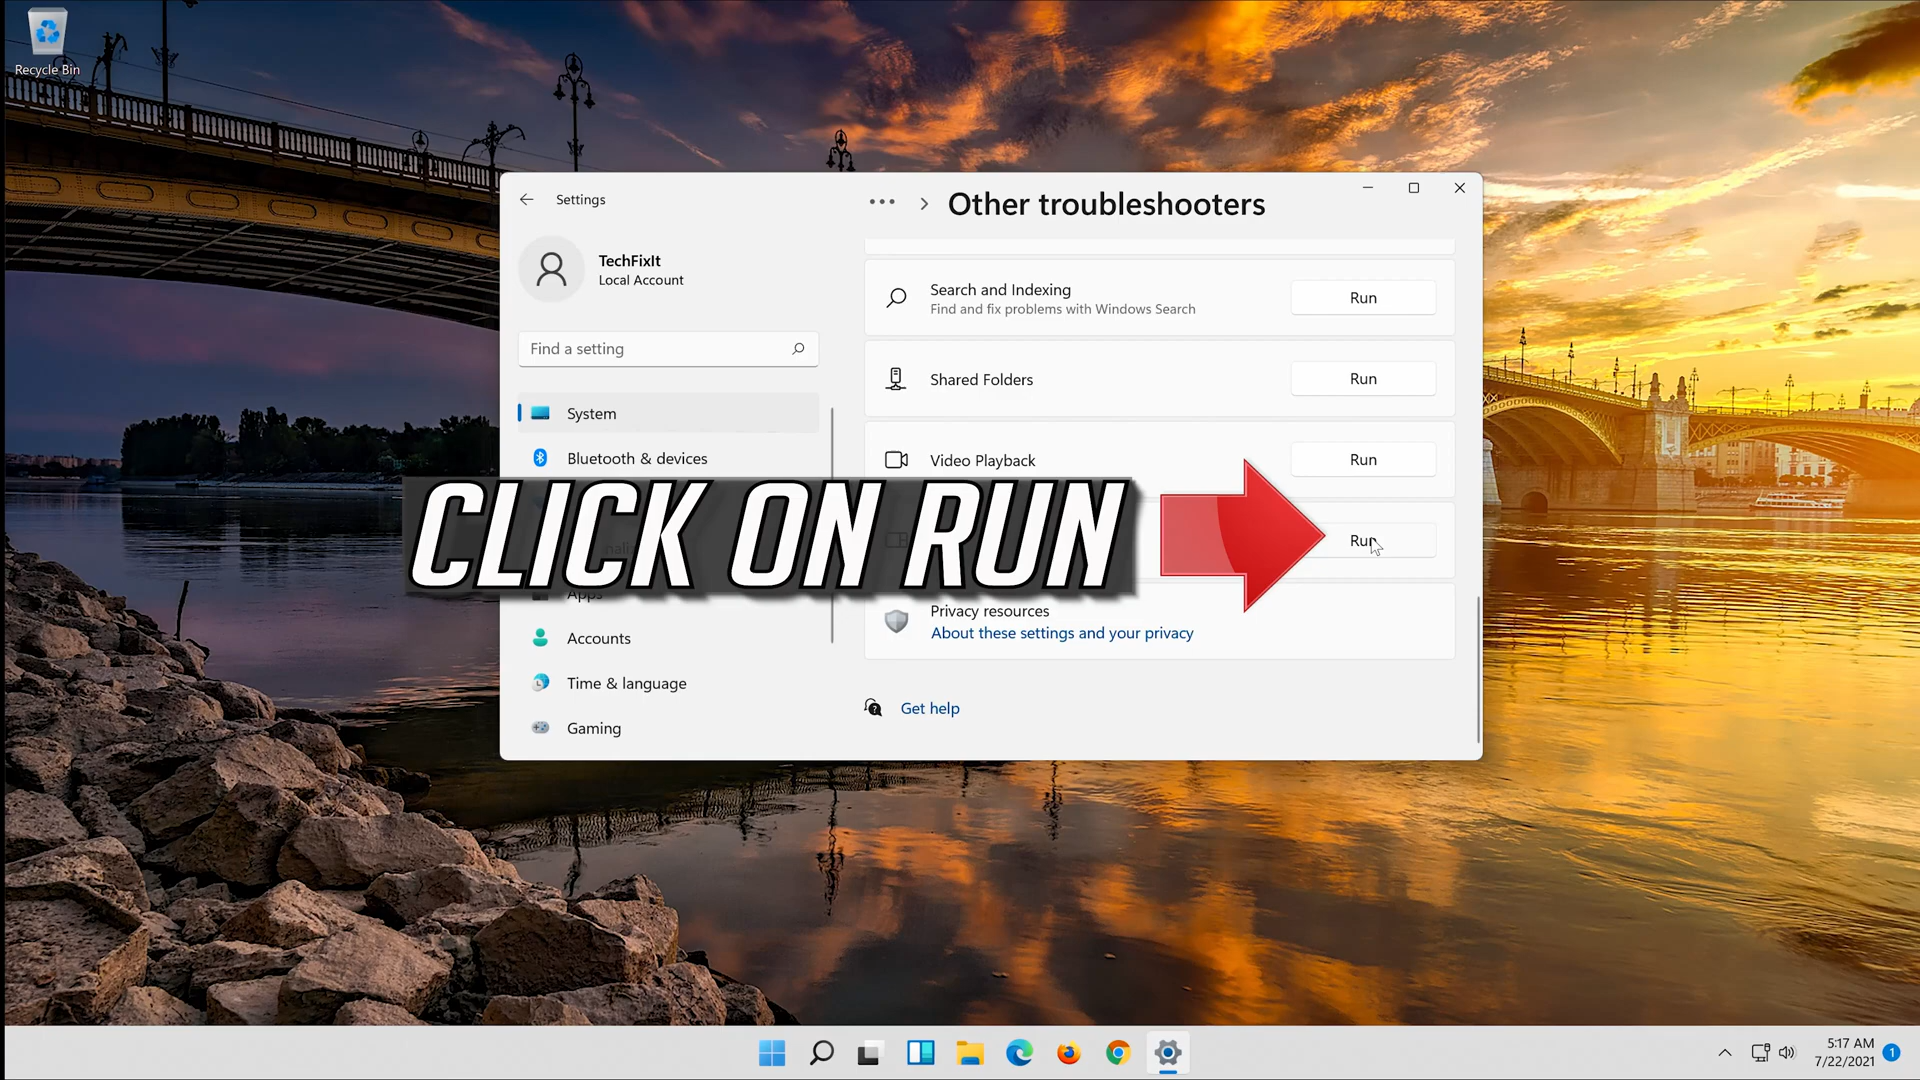 Recycle Bin
Settings
Other troubleshooters
TechFixIt
Local Account
Find a setting
System
Bluetooth & devices
Apps
Accounts
Time & language
Gaming
Search and Indexing
Find and fix problems with Windows Search
Run
Shared Folders
Run
Video Playback
Run
CLICK ON RUN
Run
Privacy resources
About these settings and your privacy
Get help
5:17 AM
7/22/2021
1